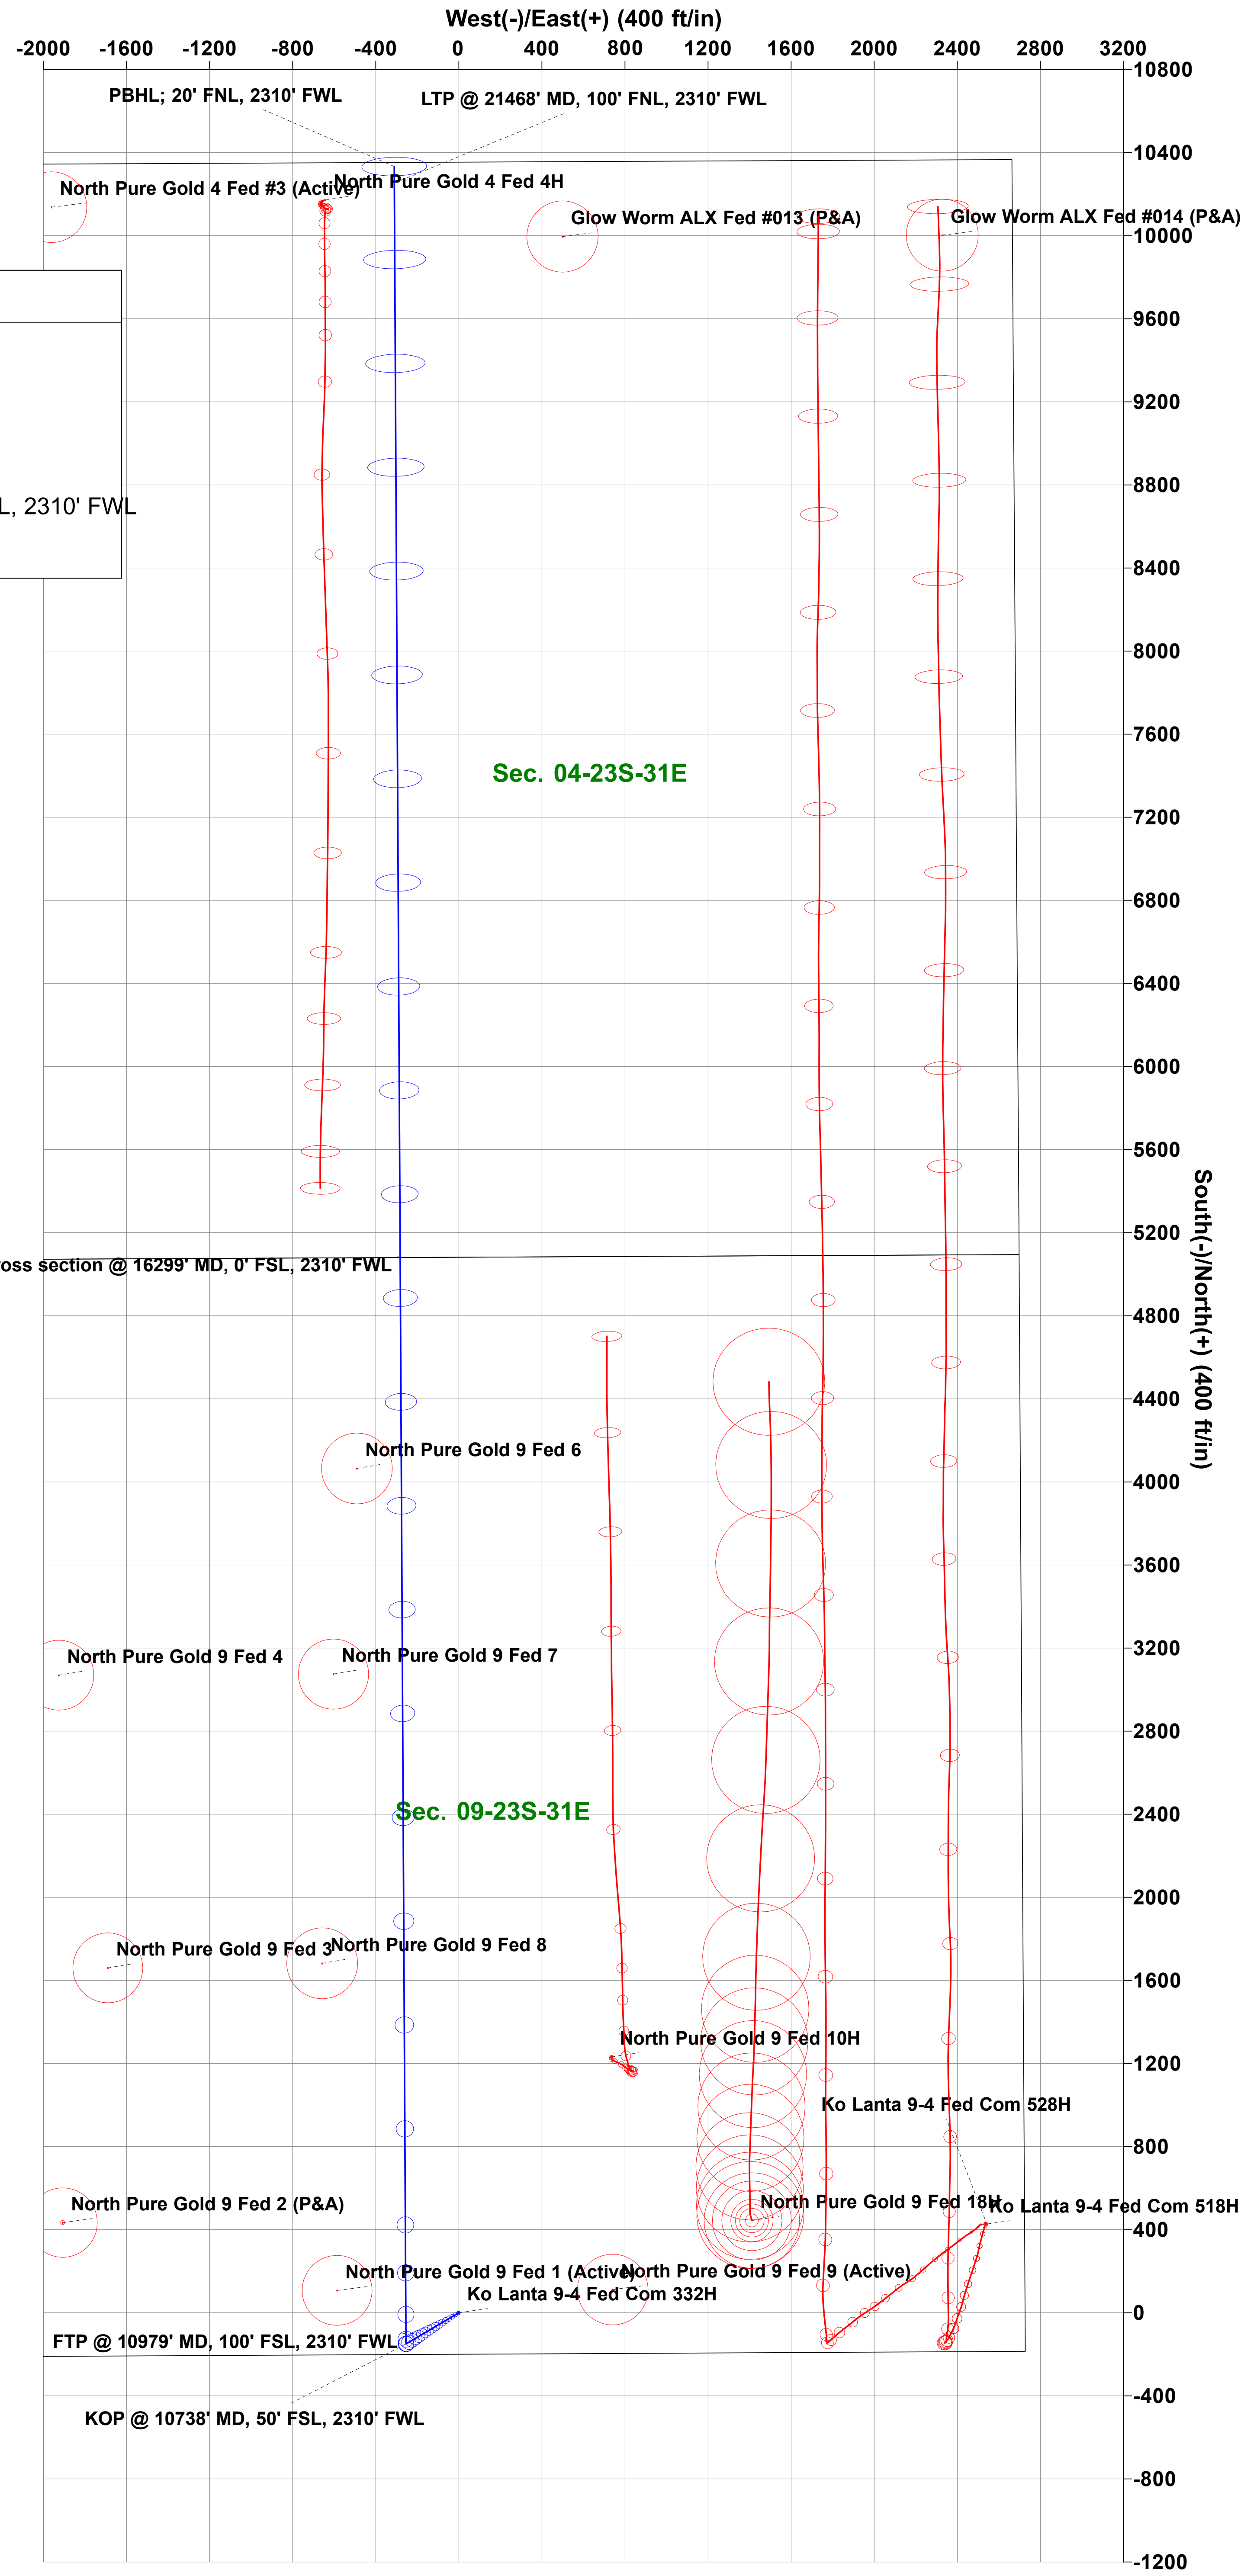 West(-)/East(+) (400 ft/in)
-2000 -1600 -1200 -800 -400 0 400 800 1200 1600 2000 2400 2800 3200
10800
PBHL; 20' FNL, 2310' FWL
LTP @ 21468' MD, 100' FNL, 2310' FWL
10400
North Pure Gold 4 Fed #3 (Active)
North Pure Gold 4 Fed 4H
Glow Worm ALX Fed #013 (P&A)
Glow Worm ALX Fed #014 (P&A)
10000
9600
9200
8800
L, 2310' FWL
8400
8000
7600
Sec. 04-23S-31E
7200
6800
6400
6000
5600
5200
South(-)/North(+) (400 ft/in)
oss section @ 16299' MD, 0' FSL, 2310' FWL
4800
4400
North Pure Gold 9 Fed 6
4000
3600
3200
North Pure Gold 9 Fed 4
North Pure Gold 9 Fed 7
2800
2400
Sec. 09-23S-31E
2000
North Pure Gold 9 Fed 3
North Pure Gold 9 Fed 8
1600
North Pure Gold 9 Fed 10H
1200
Ko Lanta 9-4 Fed Com 528H
800
North Pure Gold 9 Fed 2 (P&A)
North Pure Gold 9 Fed 18H
Ko Lanta 9-4 Fed Com 518H
400
North Pure Gold 9 Fed 1 (Active)
North Pure Gold 9 Fed 9 (Active)
Ko Lanta 9-4 Fed Com 332H
0
FTP @ 10979' MD, 100' FSL, 2310' FWL
-400
KOP @ 10738' MD, 50' FSL, 2310' FWL
-800
-1200